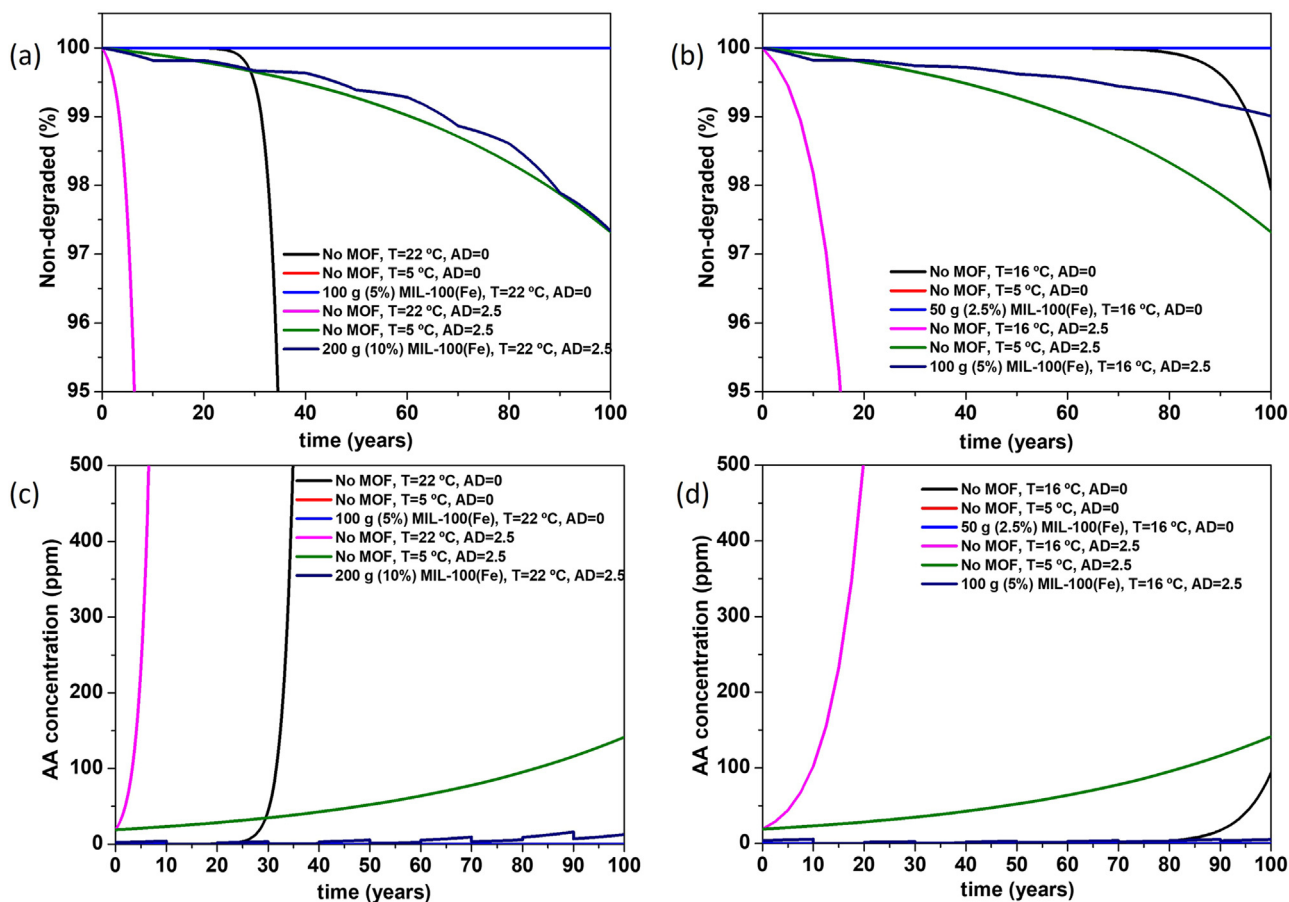 (a)
Non-degraded (%)
100
99
98
97
96
95
No MOF, T=22 ºC, AD=0
No MOF, T=5 ºC, AD=0
100 g (5%) MIL-100(Fe), T=22 ºC, AD=0
No MOF, T=22 ºC, AD=2.5
No MOF, T=5 ºC, AD=2.5
200 g (10%) MIL-100(Fe), T=22 ºC, AD=2.5
0 20 40 60 80 100
time (years)
(b)
Non-degraded (%)
100
99
98
97
96
95
No MOF, T=16 ºC, AD=0
No MOF, T=5 ºC, AD=0
50 g (2.5%) MIL-100(Fe), T=16 ºC, AD=0
No MOF, T=16 ºC, AD=2.5
No MOF, T=5 ºC, AD=2.5
100 g (5%) MIL-100(Fe), T=16 ºC, AD=2.5
0 20 40 60 80 100
time (years)
(c)
AA concentration (ppm)
500
400
300
200
100
0
No MOF, T=22 ºC, AD=0
No MOF, T=5 ºC, AD=0
100 g (5%) MIL-100(Fe), T=22 ºC, AD=0
No MOF, T=22 ºC, AD=2.5
No MOF, T=5 ºC, AD=2.5
200 g (10%) MIL-100(Fe), T=22 ºC, AD=2.5
0 10 20 30 40 50 60 70 80 90 100
time (years)
(d)
AA concentration (ppm)
500
400
300
200
100
0
No MOF, T=16 ºC, AD=0
No MOF, T=5 ºC, AD=0
50 g (2.5%) MIL-100(Fe), T=16 ºC, AD=0
No MOF, T=16 ºC, AD=2.5
No MOF, T=5 ºC, AD=2.5
100 g (5%) MIL-100(Fe), T=16 ºC, AD=2.5
0 10 20 30 40 50 60 70 80 90 100
time (years)